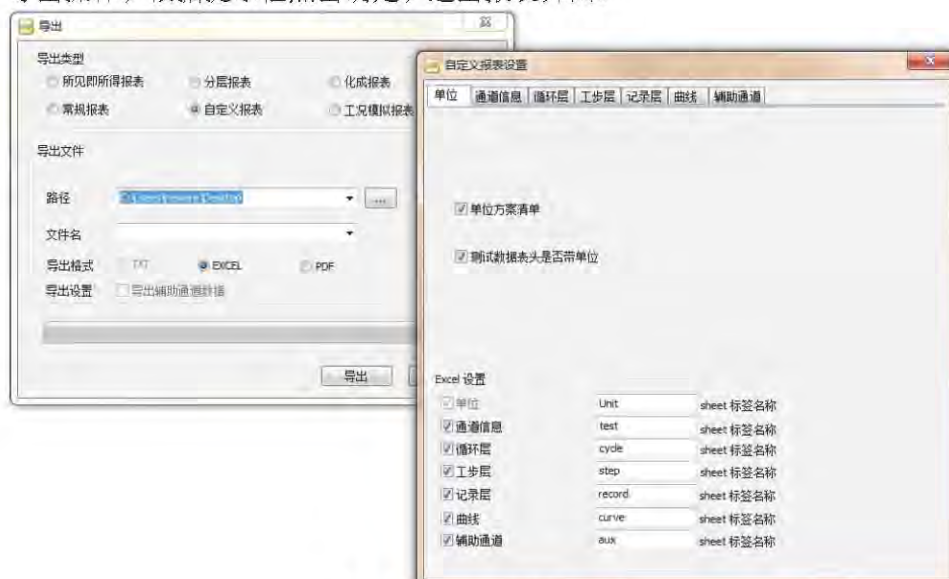 导出
导出类型
所见即所得报表 分层报表 化成报表
常规报表 自定义报表 工况模拟报表
导出文件
路径 ...
文件名
导出格式 TXT EXCEL PDF
导出设置 导出辅助通道数据
导出
自定义报表设置
单位 通道信息 循环层 工步层 记录层 曲线 辅助通道
单位方案清单
测试数据表头是否带单位
Excel 设置
单位 Unit sheet 标签名称
通道信息 test sheet 标签名称
循环层 cycle sheet 标签名称
工步层 step sheet 标签名称
记录层 record sheet 标签名称
曲线 curve sheet 标签名称
辅助通道 aux sheet 标签名称